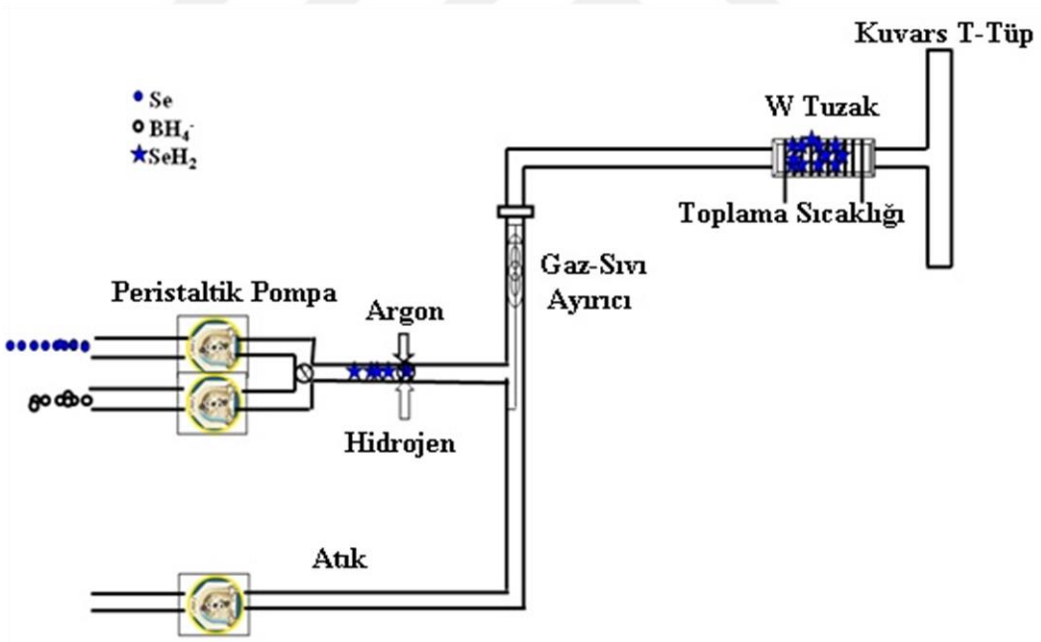 Kuvars T-Tüp
Se
BH4-
SeH2
W Tuzak
Toplama Sıcaklığı
Gaz-Sıvı
Ayırıcı
Peristaltik Pompa
Argon
Hidrojen
Atık